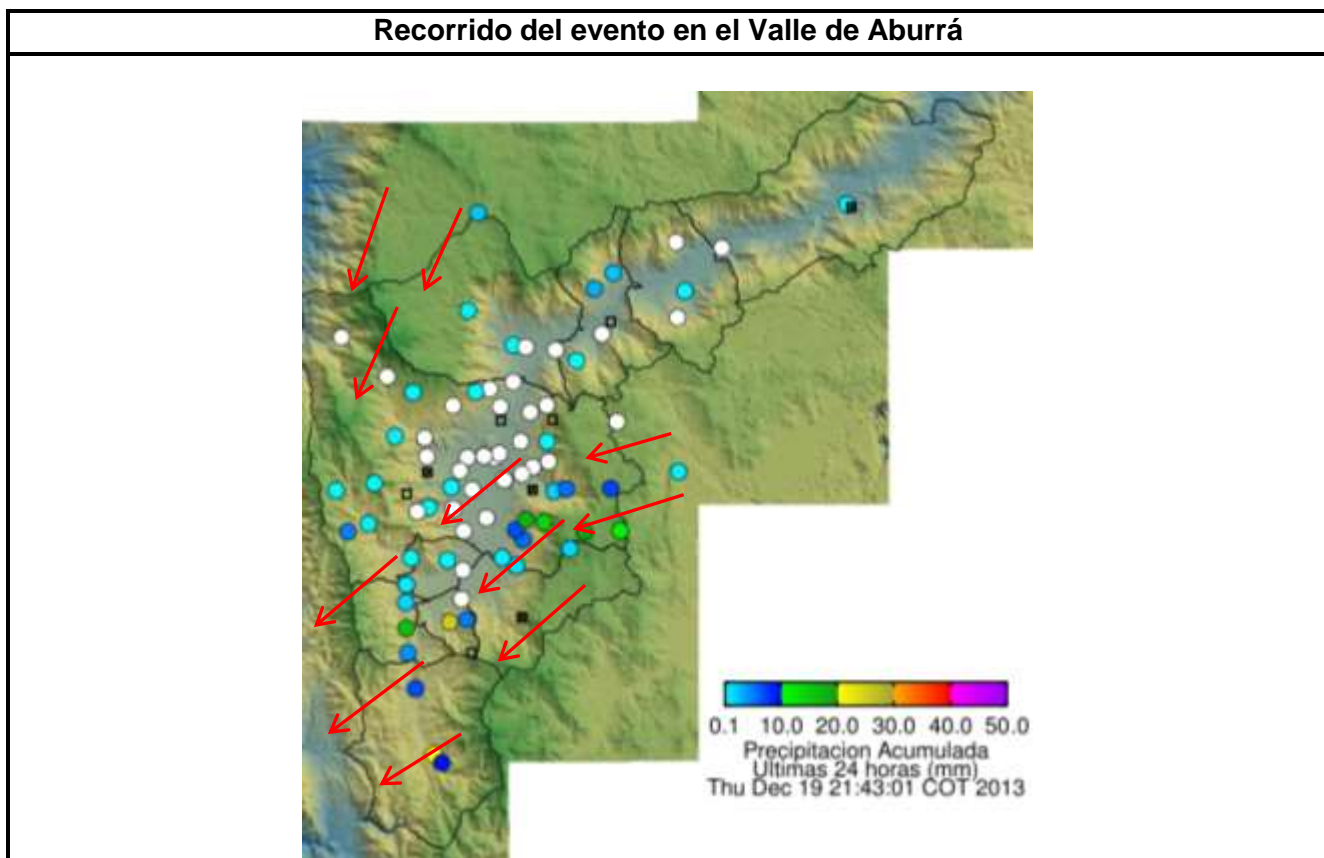 Recorrido del evento en el Valle de Aburrá
0.1 10.0 20.0 30.0 40.0 50.0
Precipitacion Acumulada
Ultimas 24 horas (mm)
Thu Dec 19 21:43:01 COT 2013